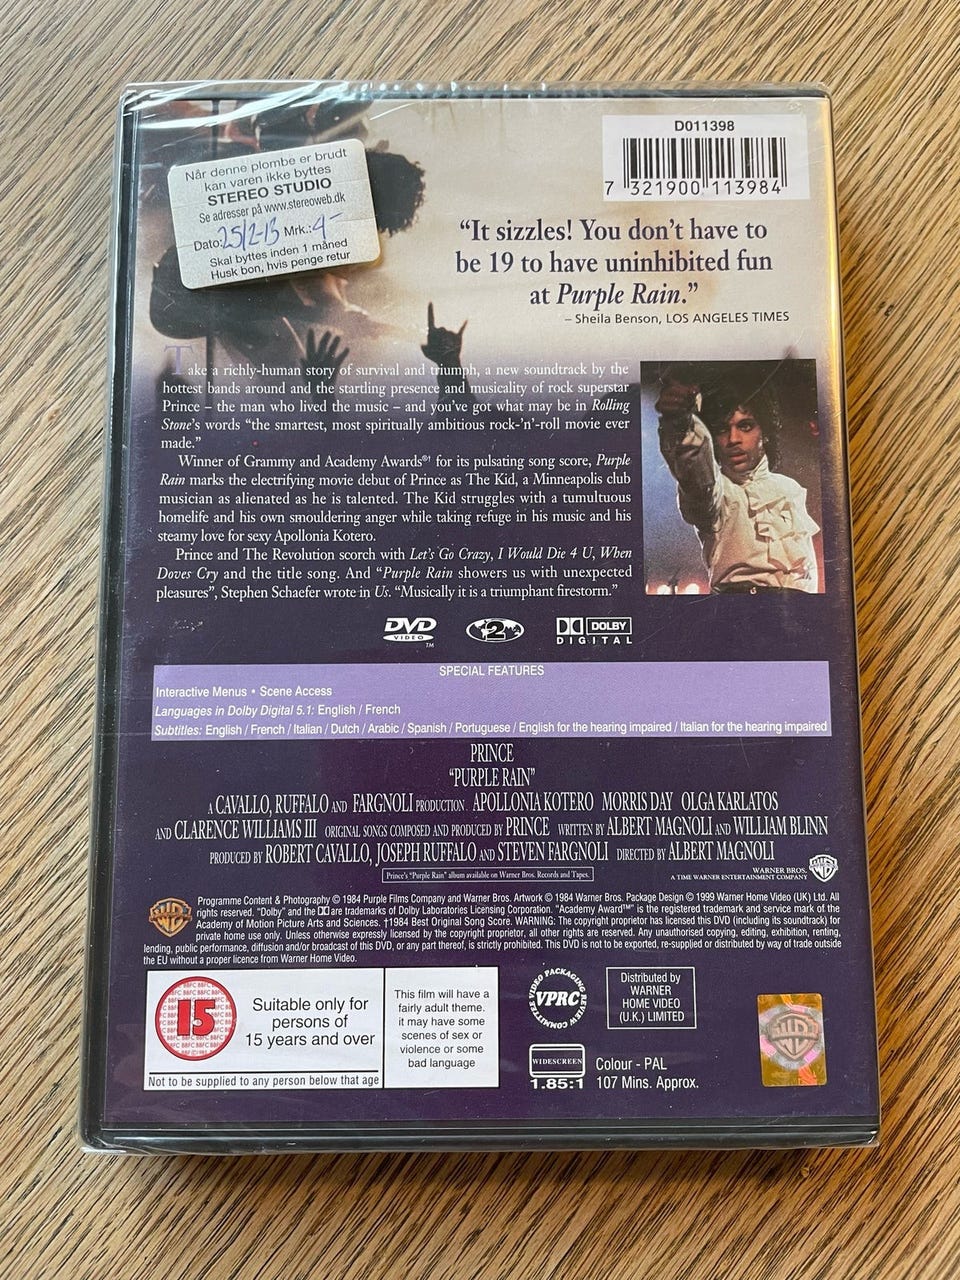 Når denne plombe er brudt
kan varen ikke byttes
STEREO STUDIO
Se adresser på www.stereoweb.dk
Dato: 25/2-13 Mrk.: 4-
Skal byttes inden 1 måned
Husk bon, hvis penge retur
D011398
7 321900 113984
“It sizzles! You don’t have to
be 19 to have uninhibited fun
at Purple Rain.”
– Sheila Benson, LOS ANGELES TIMES
Take a richly-human story of survival and triumph, a new soundtrack by the
hottest bands around and the startling presence and musicality of rock superstar
Prince – the man who lived the music – and you’ve got what may be in Rolling
Stone’s words “the smartest, most spiritually ambitious rock-’n’-roll movie ever
made.”
Winner of Grammy and Academy Awards®† for its pulsating song score, Purple
Rain marks the electrifying movie debut of Prince as The Kid, a Minneapolis club
musician as alienated as he is talented. The Kid struggles with a tumultuous
homelife and his own smouldering anger while taking refuge in his music and his
steamy love for sexy Apollonia Kotero.
Prince and The Revolution scorch with Let’s Go Crazy, I Would Die 4 U, When
Doves Cry and the title song. And “Purple Rain showers us with unexpected
pleasures”, Stephen Schaefer wrote in Us. “Musically it is a triumphant firestorm.”
DVD
VIDEO
TM
2
DOLBY
DIGITAL
SPECIAL FEATURES
Interactive Menus • Scene Access
Languages in Dolby Digital 5.1: English / French
Subtitles: English / French / Italian / Dutch / Arabic / Spanish / Portuguese / English for the hearing impaired / Italian for the hearing impaired
PRINCE
“PURPLE RAIN”
A CAVALLO, RUFFALO AND FARGNOLI PRODUCTION. APOLLONIA KOTERO MORRIS DAY OLGA KARLATOS
AND CLARENCE WILLIAMS III ORIGINAL SONGS COMPOSED AND PRODUCED BY PRINCE WRITTEN BY ALBERT MAGNOLI AND WILLIAM BLINN
PRODUCED BY ROBERT CAVALLO, JOSEPH RUFFALO AND STEVEN FARGNOLI DIRECTED BY ALBERT MAGNOLI
Prince's "Purple Rain" album available on Warner Bros. Records and Tapes.
WARNER BROS.
A TIME WARNER ENTERTAINMENT COMPANY
Programme Content & Photography © 1984 Purple Films Company and Warner Bros. Artwork © 1984 Warner Bros. Package Design © 1999 Warner Home Video (UK) Ltd. All
rights reserved. "Dolby" and the DD are trademarks of Dolby Laboratories Licensing Corporation. "Academy Award™" is the registered trademark and service mark of the
Academy of Motion Picture Arts and Sciences. †1984 Best Original Song Score. WARNING: The copyright proprietor has licensed this DVD (including its soundtrack) for
private home use only. Unless otherwise expressly licensed by the copyright proprietor, all other rights are reserved. Any unauthorised copying, editing, exhibition, renting,
lending, public performance, diffusion and/or broadcast of this DVD, or any part thereof, is strictly prohibited. This DVD is not to be exported, re-supplied or distributed by way of trade outside
the EU without a proper licence from Warner Home Video.
15
Suitable only for
persons of
15 years and over
Not to be supplied to any person below that age
This film will have a
fairly adult theme.
it may have some
scenes of sex or
violence or some
bad language
VIDEO PACKAGING REVIEW COMMITTEE
VPRC
Distributed by
WARNER
HOME VIDEO
(U.K.) LIMITED
WIDESCREEN
1.85:1
Colour - PAL
107 Mins. Approx.